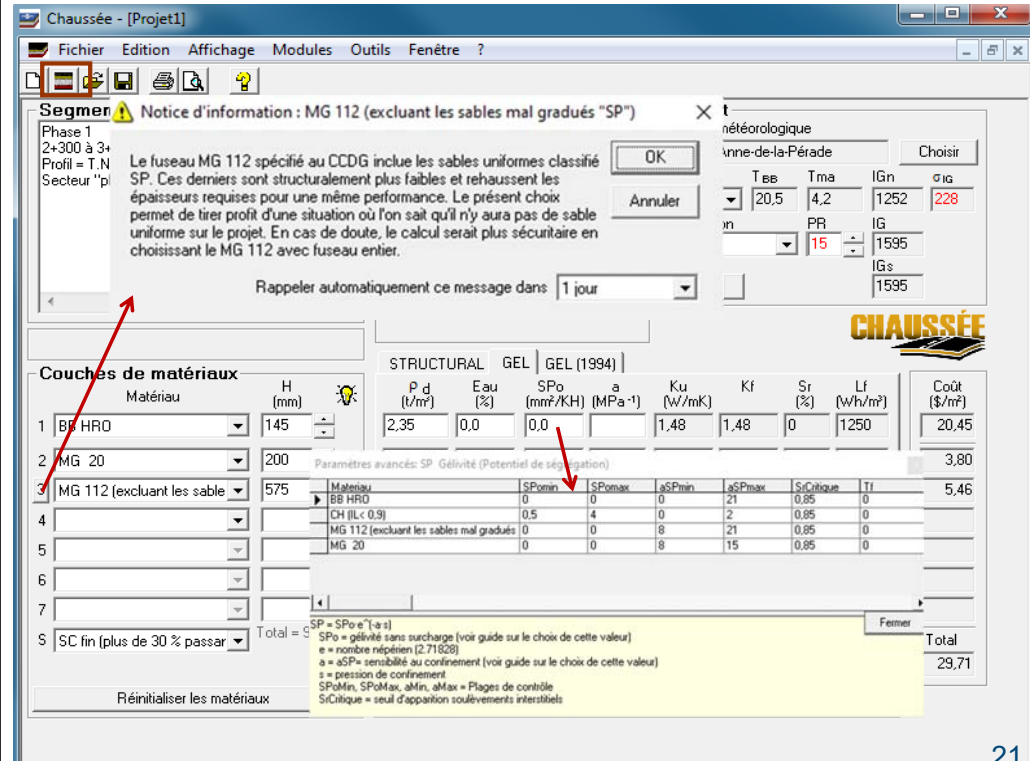 Chaussée - [Projet1]
Fichier Edition Affichage Modules Outils Fenêtre ?
Phase 1
Profil = T.N
Notice d'information : MG 112 (excluant les sables mal gradués "SP")
Le fuseau MG 112 spécifié au CCDG inclue les sables uniformes classifié
SP. Ces derniers sont structuralement plus faibles et rehaussent les
épaisseurs requises pour une même performance. Le présent choix
permet de tirer profit d'une situation où l'on sait qu'il n'y aura pas de sable
uniforme sur le projet. En cas de doute, le calcul serait plus sécuritaire en
choisissant le MG 112 avec fuseau entier.
OK
Annuler
Rappeler automatiquement ce message dans 1 jour
Choisir
T BB Tma IGn σ IG
20,5 4,2 1252 228
PR IG
15 1595
IGs
1595
CHAUSSÉE
Couches de matériaux
Matériau H (mm)
STRUCTURAL GEL GEL (1994)
ρ d (t/m³) Eau (%) SPo (mm²/KH) a (MPa-1) Ku (W/mK) Kf Sr (%) Lf (Wh/m³) Coût ($/m²)
1 BB HRO 145 2,35 0,0 0,0 1,48 1,48 0 1250 20,45
2 MG 20 200 3,80
3 MG 112 (excluant les sable 575 5,46
4
5
6
7
S SC fin (plus de 30 % passar
Réinitialiser les matériaux
Paramètres avancés: SP Gélivité (Potentiel de ségrégation)
Materiau SPomin SPomax aSPmin aSPmax SrCritique Tf
BB HRO 0 0 0 21 0,85 0
CH (IL< 0,9) 0,5 4 0 2 0,85 0
MG 112 (excluant les sables mal gradués 0 0 8 21 0,85 0
MG 20 0 0 8 15 0,85 0
Fermer
SP = SPo·e^(-a·s)
SPo = gélivité sans surcharge (voir guide sur le choix de cette valeur)
e = nombre népérien (2.71828)
a = aSP= sensibilité au confinement (voir guide sur le choix de cette valeur)
s = pression de confinement
SPoMin, SPoMax, aMin, aMax = Plages de contrôle
SrCritique = seuil d'apparition soulèvements interstitiels
Total
29,71
21